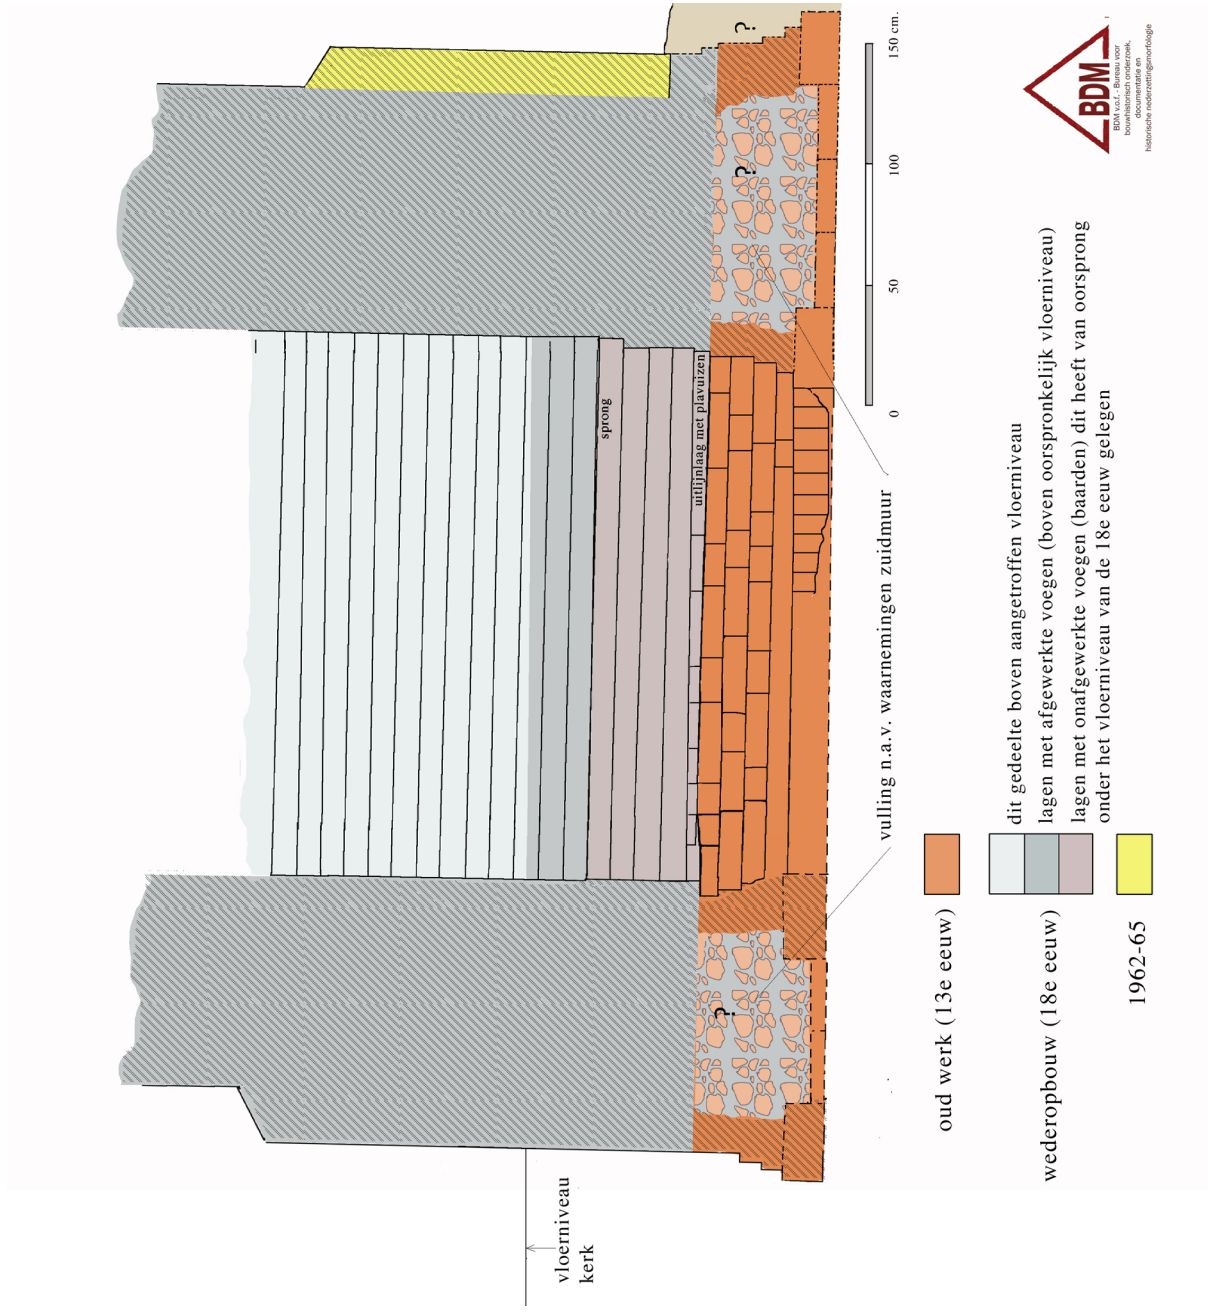 ?
?
?
sprong
uitlijnlaag met plavuizen
vloerniveau
kerk
vulling n.a.v. waarnemingen zuidmuur
0
50
100
150 cm.
oud werk (13e eeuw)
wederopbouw (18e eeuw)
dit gedeelte boven aangetroffen vloerniveau
lagen met afgewerkte voegen (boven oorspronkelijk vloerniveau)
lagen met onafgewerkte voegen (baarden) dit heeft van oorsprong
onder het vloerniveau van de 18e eeuw gelegen
1962-65
BDM
BDM v.o.f. - Bureau voor
bouwhistorisch onderzoek,
documentatie en
historische nederzettingsmorfologie